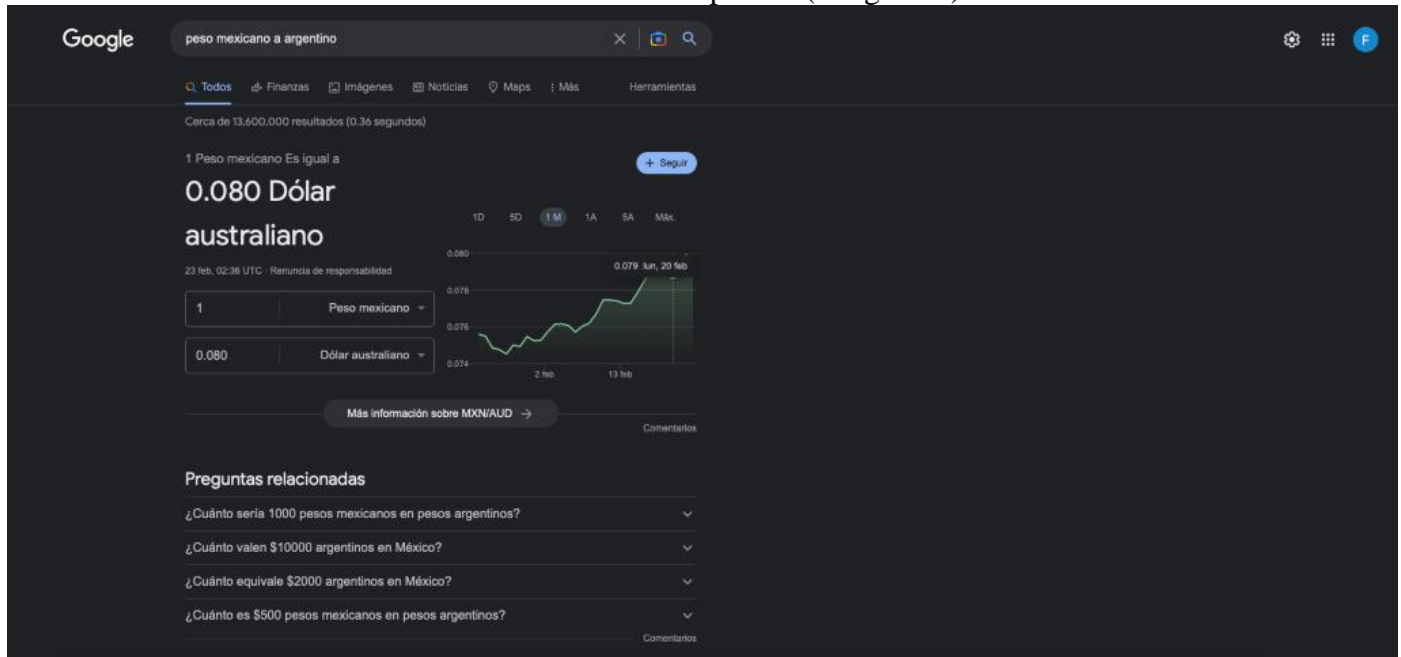 Google
peso mexicano a argentino
Todos Finanzas Imágenes Noticias Maps Más Herramientas
Cerca de 13,600,000 resultados (0.36 segundos)
1 Peso mexicano Es igual a
+ Seguir
0.080 Dólar
australiano
23 feb, 02:36 UTC · Renuncia de responsabilidad
1 Peso mexicano
0.080 Dólar australiano
1D 5D 1 M 1A 5A Máx.
0.080
0.079 lun, 20 feb
0.078
0.076
0.074
2 feb 13 feb
Más información sobre MXN/AUD →
Comentarios
Preguntas relacionadas
¿Cuánto sería 1000 pesos mexicanos en pesos argentinos?
¿Cuánto valen $10000 argentinos en México?
¿Cuánto equivale $2000 argentinos en México?
¿Cuánto es $500 pesos mexicanos en pesos argentinos?
Comentarios
F